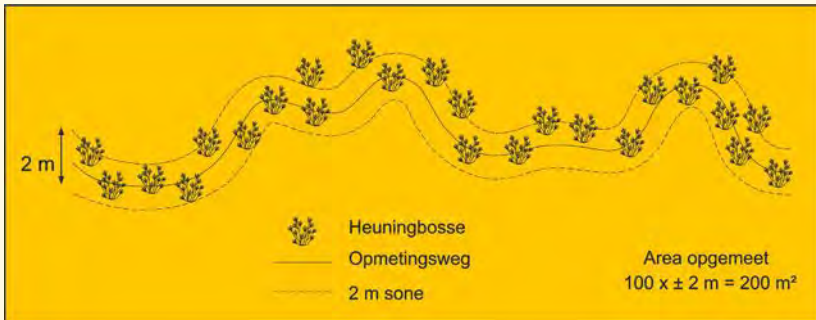 2 m
Heuningbosse
Opmetingsweg
2 m sone
Area opgemeet
100 x ± 2 m = 200 m²